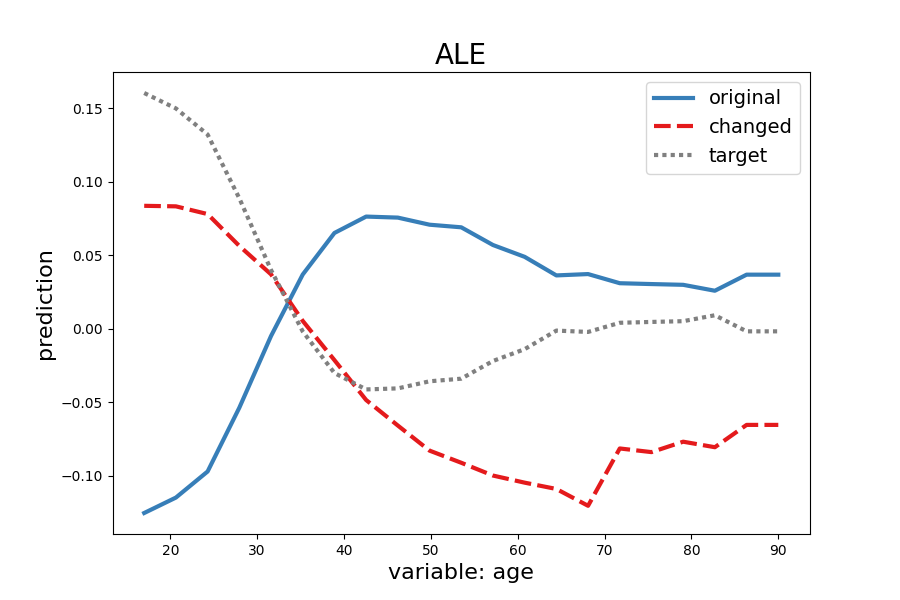 ALE
original
changed
target
prediction
0.15
0.10
0.05
0.00
−0.05
−0.10
20 30 40 50 60 70 80 90
variable: age